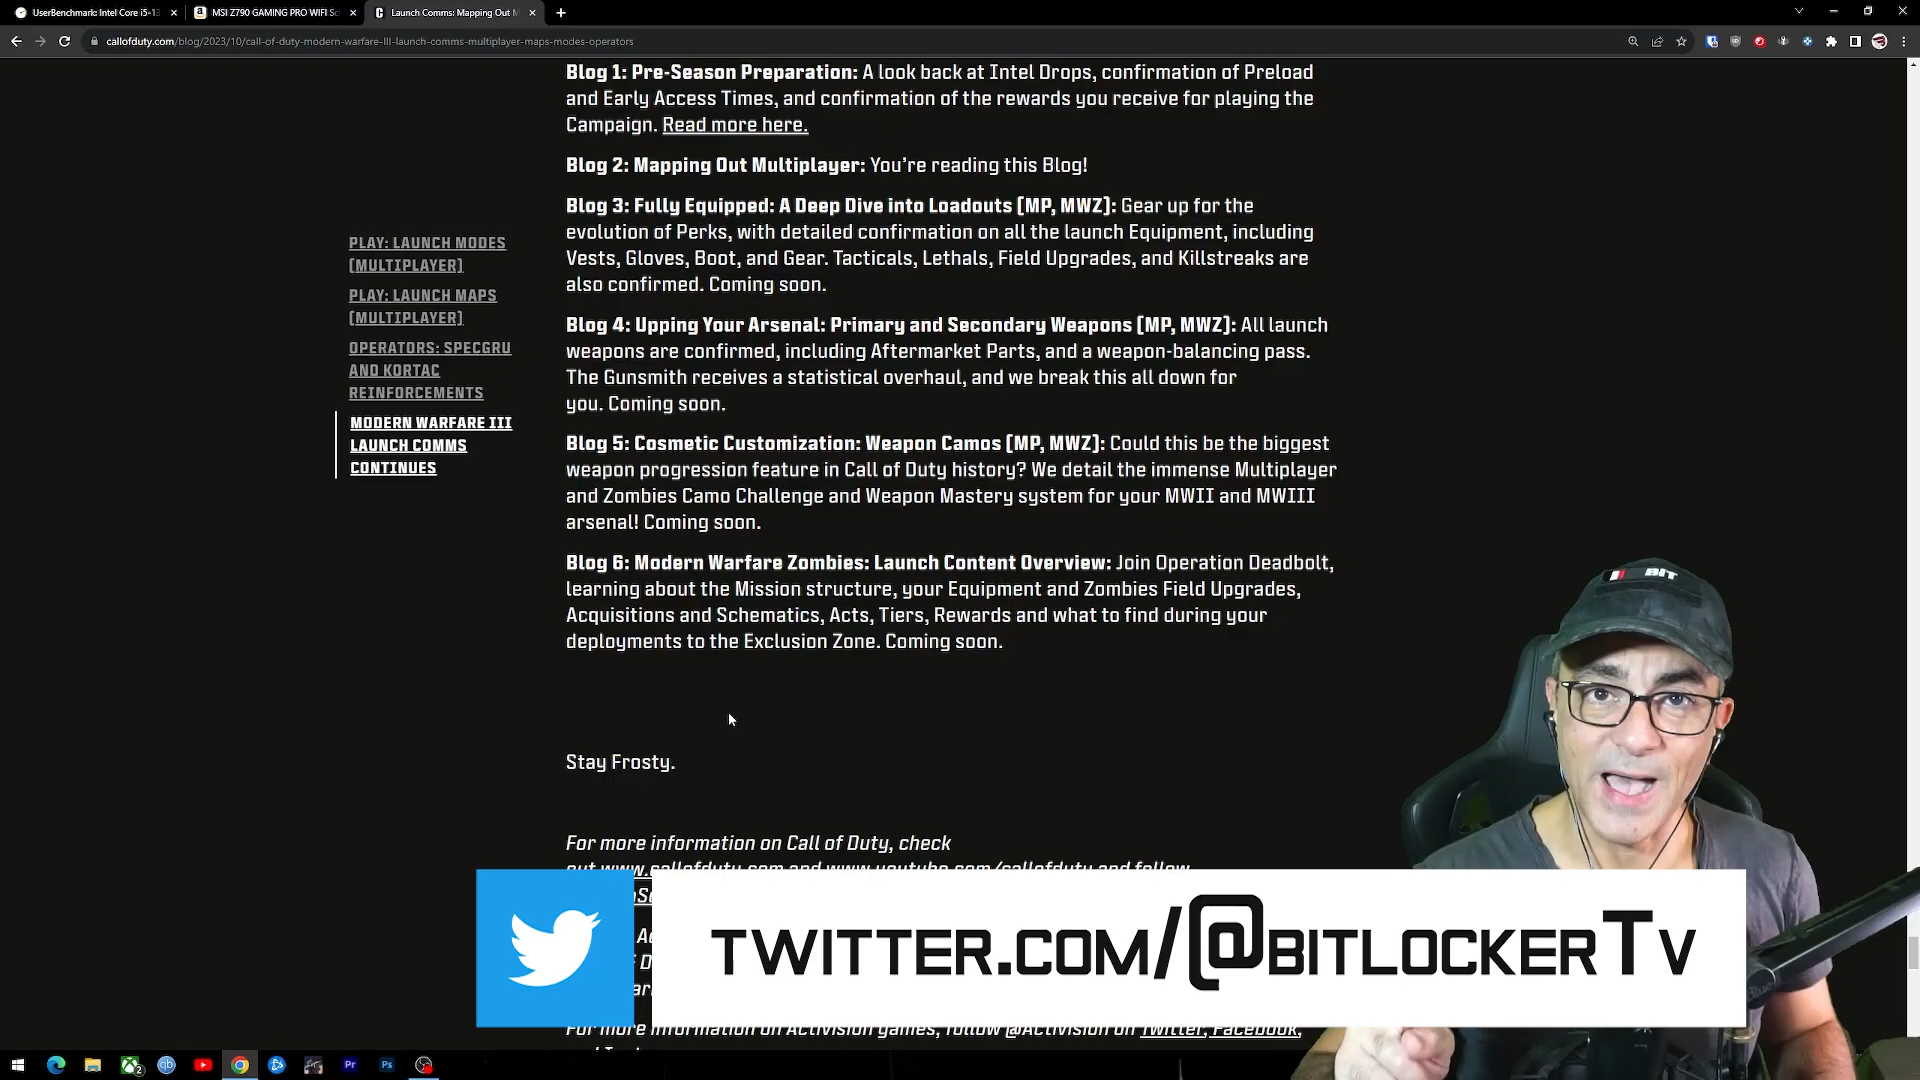 UserBenchmark: Intel Core i5-13
MSI Z790 GAMING PRO WIFI Sc
Launch Comms: Mapping Out M
callofduty.com/blog/2023/10/call-of-duty-modern-warfare-III-launch-comms-multiplayer-maps-modes-operators
PLAY: LAUNCH MODES
[MULTIPLAYER]
PLAY: LAUNCH MAPS
[MULTIPLAYER]
OPERATORS: SPECGRU
AND KORTAC
REINFORCEMENTS
MODERN WARFARE III
LAUNCH COMMS
CONTINUES
Blog 1: Pre-Season Preparation: A look back at Intel Drops, confirmation of Preload
and Early Access Times, and confirmation of the rewards you receive for playing the
Campaign. Read more here.
Blog 2: Mapping Out Multiplayer: You’re reading this Blog!
Blog 3: Fully Equipped: A Deep Dive into Loadouts [MP, MWZ]: Gear up for the
evolution of Perks, with detailed confirmation on all the launch Equipment, including
Vests, Gloves, Boot, and Gear. Tacticals, Lethals, Field Upgrades, and Killstreaks are
also confirmed. Coming soon.
Blog 4: Upping Your Arsenal: Primary and Secondary Weapons [MP, MWZ]: All launch
weapons are confirmed, including Aftermarket Parts, and a weapon-balancing pass.
The Gunsmith receives a statistical overhaul, and we break this all down for
you. Coming soon.
Blog 5: Cosmetic Customization: Weapon Camos [MP, MWZ]: Could this be the biggest
weapon progression feature in Call of Duty history? We detail the immense Multiplayer
and Zombies Camo Challenge and Weapon Mastery system for your MWII and MWIII
arsenal! Coming soon.
Blog 6: Modern Warfare Zombies: Launch Content Overview: Join Operation Deadbolt,
learning about the Mission structure, your Equipment and Zombies Field Upgrades,
Acquisitions and Schematics, Acts, Tiers, Rewards and what to find during your
deployments to the Exclusion Zone. Coming soon.
Stay Frosty.
For more information on Call of Duty, check
out www.callofduty.com and www.youtube.com/callofduty and follow
TWITTER.COM/@BITLOCKERTV
For more information on Activision games, follow @Activision on Twitter, Facebook,
BIT
Pr
Ps